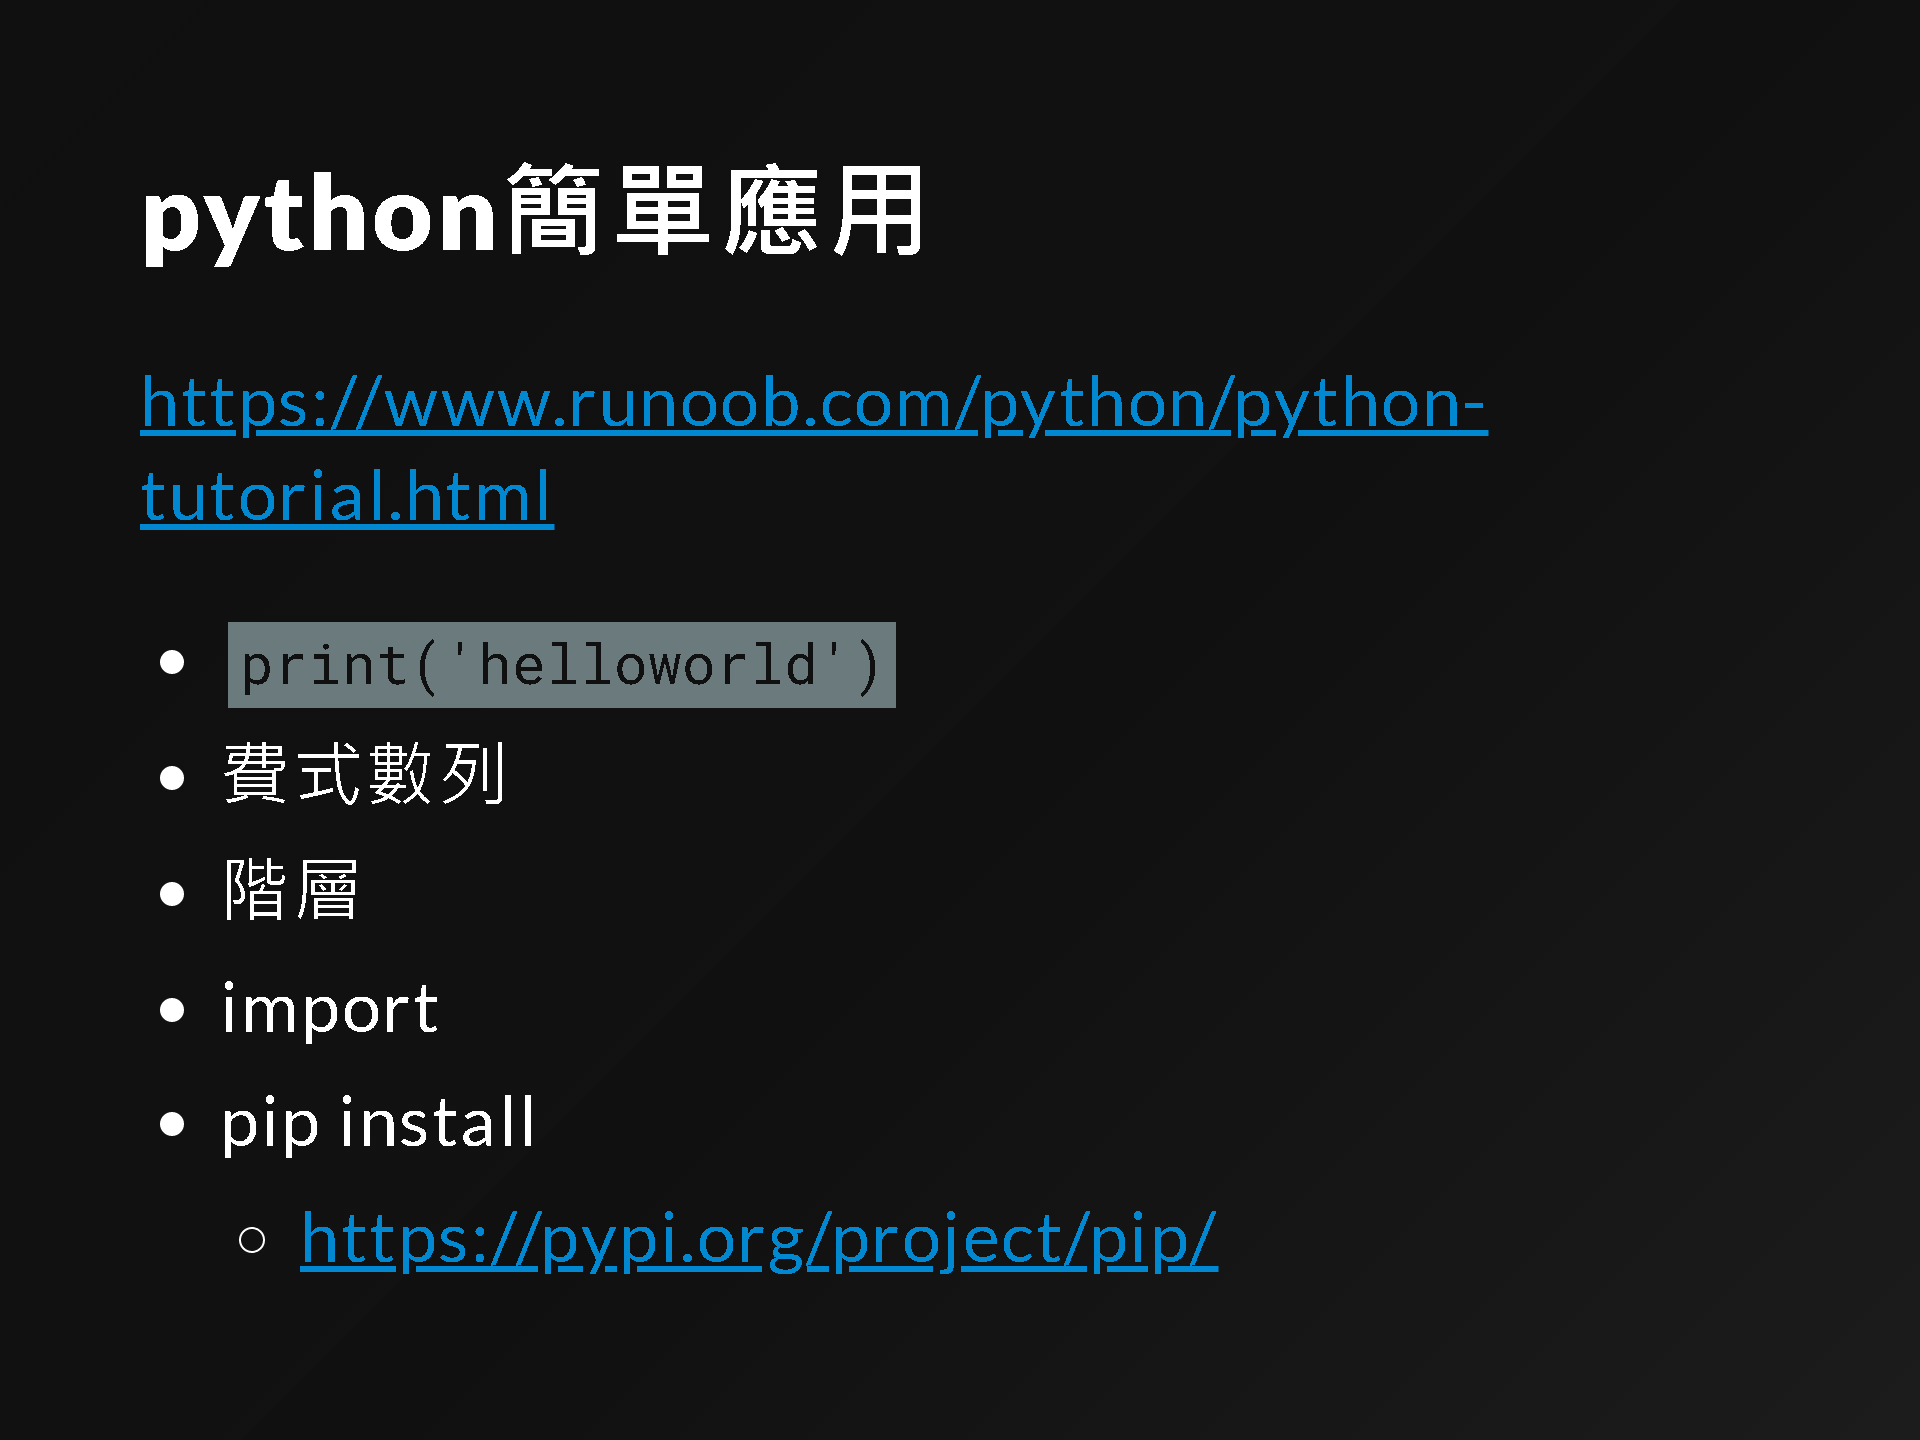 python簡單應用
https://www.runoob.com/python/python-
tutorial.html
print('helloworld')
費式數列
階層
import
pip install
https://pypi.org/project/pip/